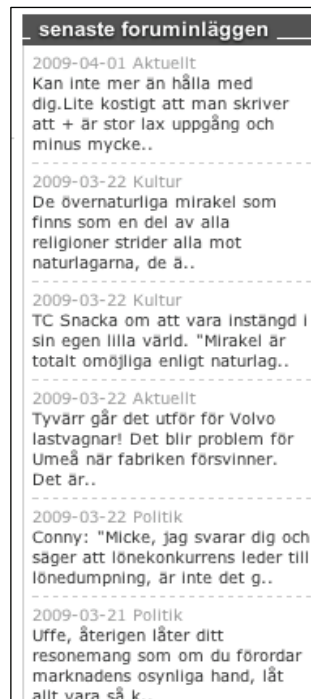 senaste foruminläggen
2009-04-01 Aktuellt
Kan inte mer än hålla med
dig.Lite kostigt att man skriver
att + är stor lax uppgång och
minus mycke..
2009-03-22 Kultur
De övernaturliga mirakel som
finns som en del av alla
religioner strider alla mot
naturlagarna, de ä..
2009-03-22 Kultur
TC Snacka om att vara instängd i
sin egen lilla värld. "Mirakel är
totalt omöjliga enligt naturlag..
2009-03-22 Aktuellt
Tyvärr går det utför för Volvo
lastvagnar! Det blir problem för
Umeå när fabriken försvinner.
Det är..
2009-03-22 Politik
Conny: "Micke, jag svarar dig och
säger att lönekonkurrens leder till
lönedumpning, är inte det g..
2009-03-21 Politik
Uffe, återigen låter ditt
resonemang som om du förordar
marknadens osynliga hand, låt
allt vara så k..